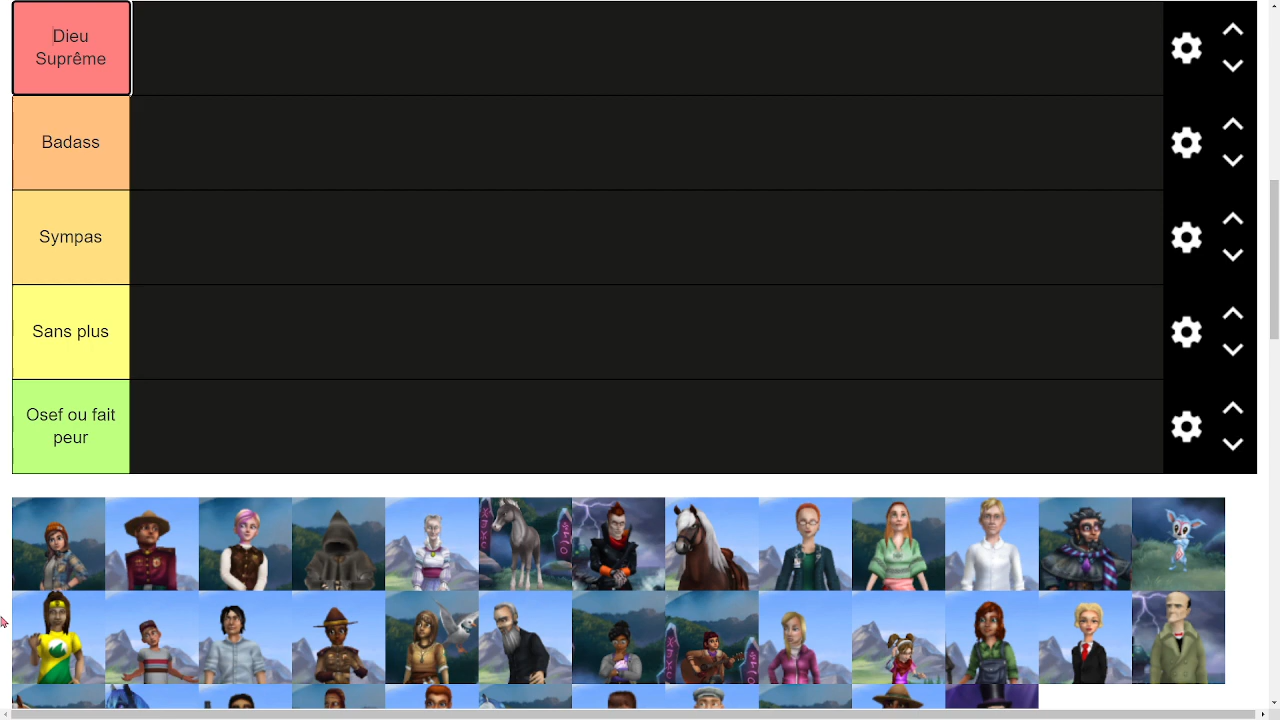 Dieu
Suprême
Badass
Sympas
Sans plus
Osef ou fait
peur